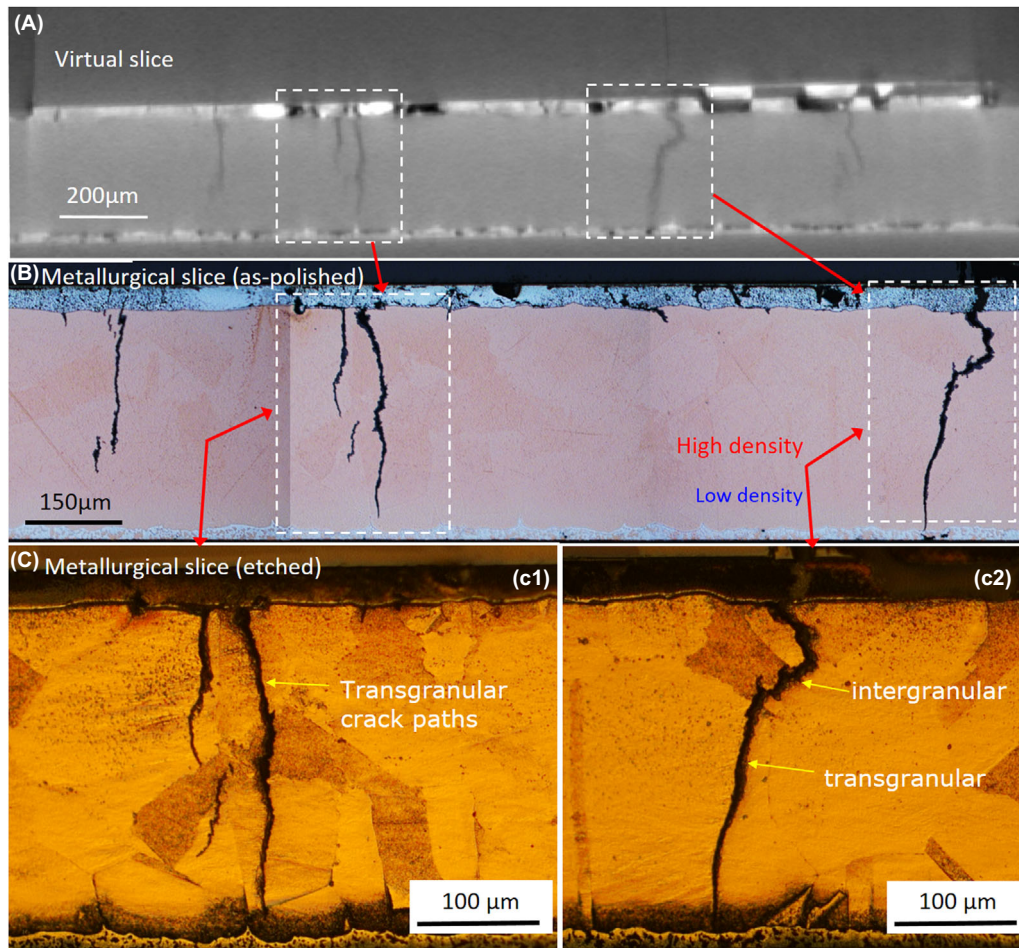 (A)
Virtual slice
200μm
(B) Metallurgical slice (as-polished)
High density
Low density
150μm
(C) Metallurgical slice (etched)
(c1)
(c2)
Transgranular
crack paths
intergranular
transgranular
100 μm
100 μm